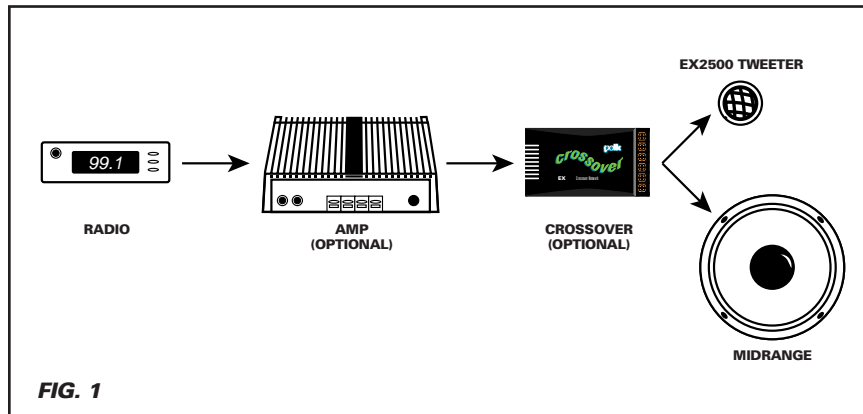 EX2500 TWEETER
99.1
polk
crossover
EX
Crossover Network
RADIO
AMP
(OPTIONAL)
CROSSOVER
(OPTIONAL)
MIDRANGE
FIG. 1